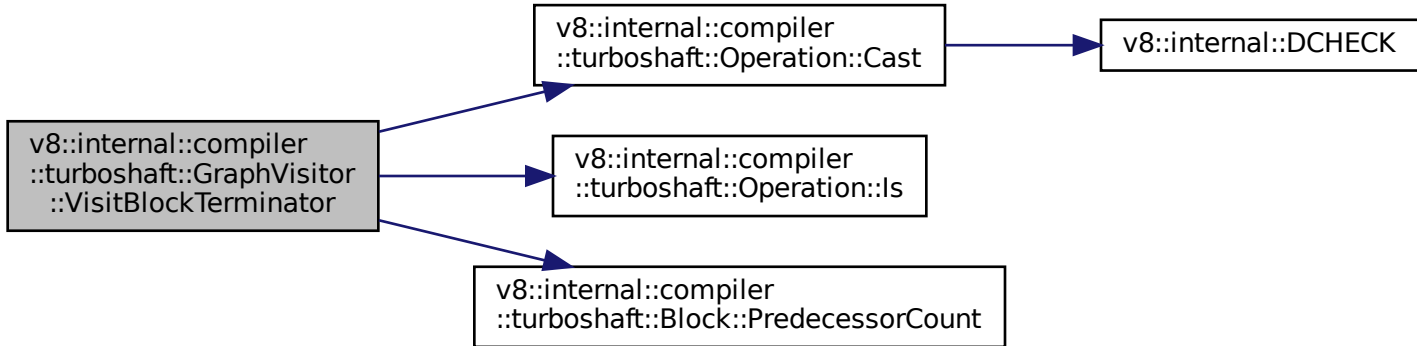 v8::internal::compiler
::turboshaft::GraphVisitor
::VisitBlockTerminator
v8::internal::compiler
::turboshaft::Operation::Cast
v8::internal::DCHECK
v8::internal::compiler
::turboshaft::Operation::Is
v8::internal::compiler
::turboshaft::Block::PredecessorCount